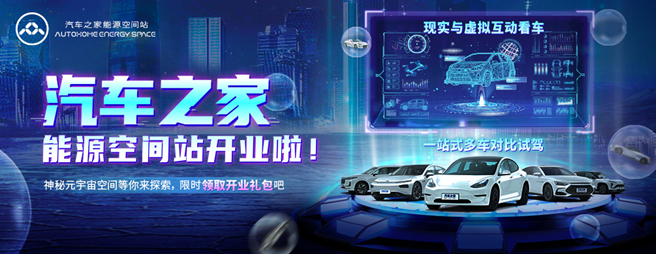 汽车之家能源空间站
AUTOHOME ENERGY SPACE
汽车之家
能源空间站开业啦！
神秘元宇宙空间等你来探索，限时领取开业礼包吧
现实与虚拟互动看车
一站式多车对比试驾